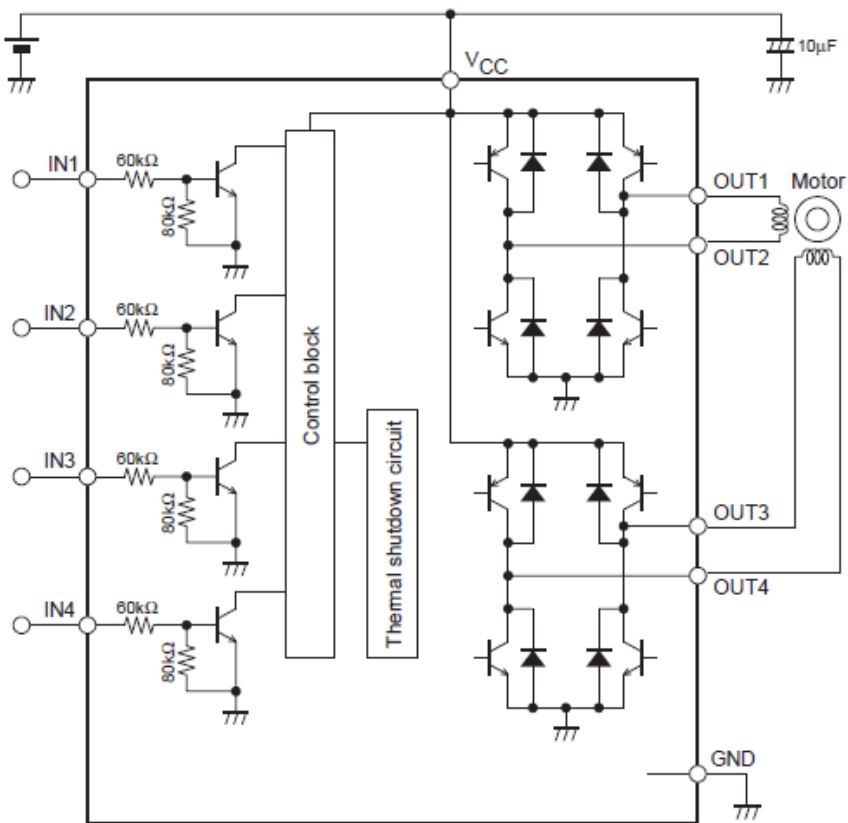 10µF
VCC
IN1
60kΩ
80kΩ
OUT1
Motor
OUT2
IN2
60kΩ
80kΩ
Control block
Thermal shutdown circuit
IN3
60kΩ
80kΩ
OUT3
OUT4
IN4
60kΩ
80kΩ
GND